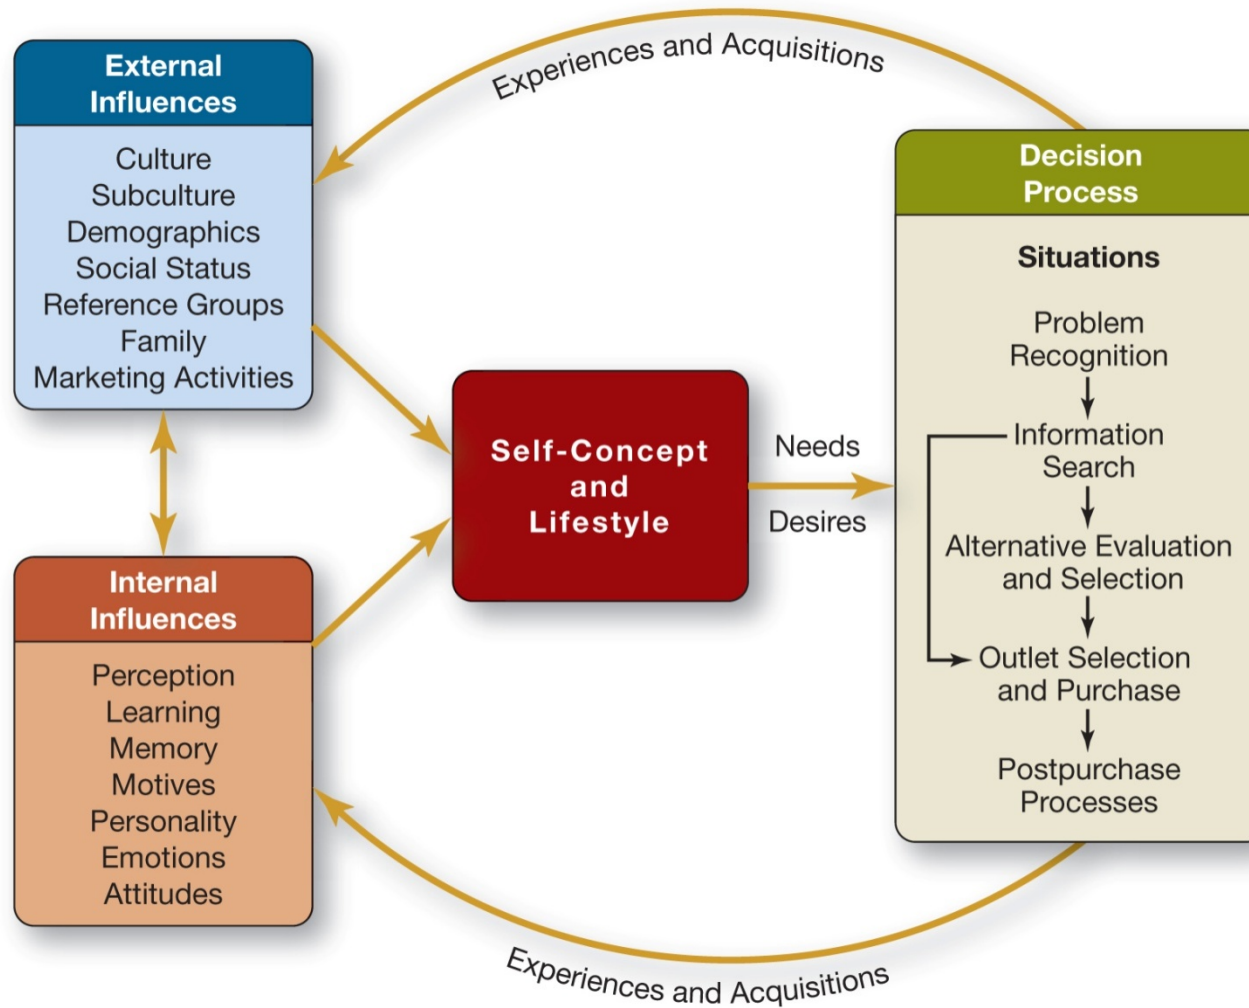 Experiences and Acquisitions
External
Influences
Culture
Subculture
Demographics
Social Status
Reference Groups
Family
Marketing Activities
Internal
Influences
Perception
Learning
Memory
Motives
Personality
Emotions
Attitudes
Self-Concept
and
Lifestyle
Needs
Desires
Decision
Process
Situations
Problem
Recognition
Information
Search
Alternative Evaluation
and Selection
Outlet Selection
and Purchase
Postpurchase
Processes
Experiences and Acquisitions